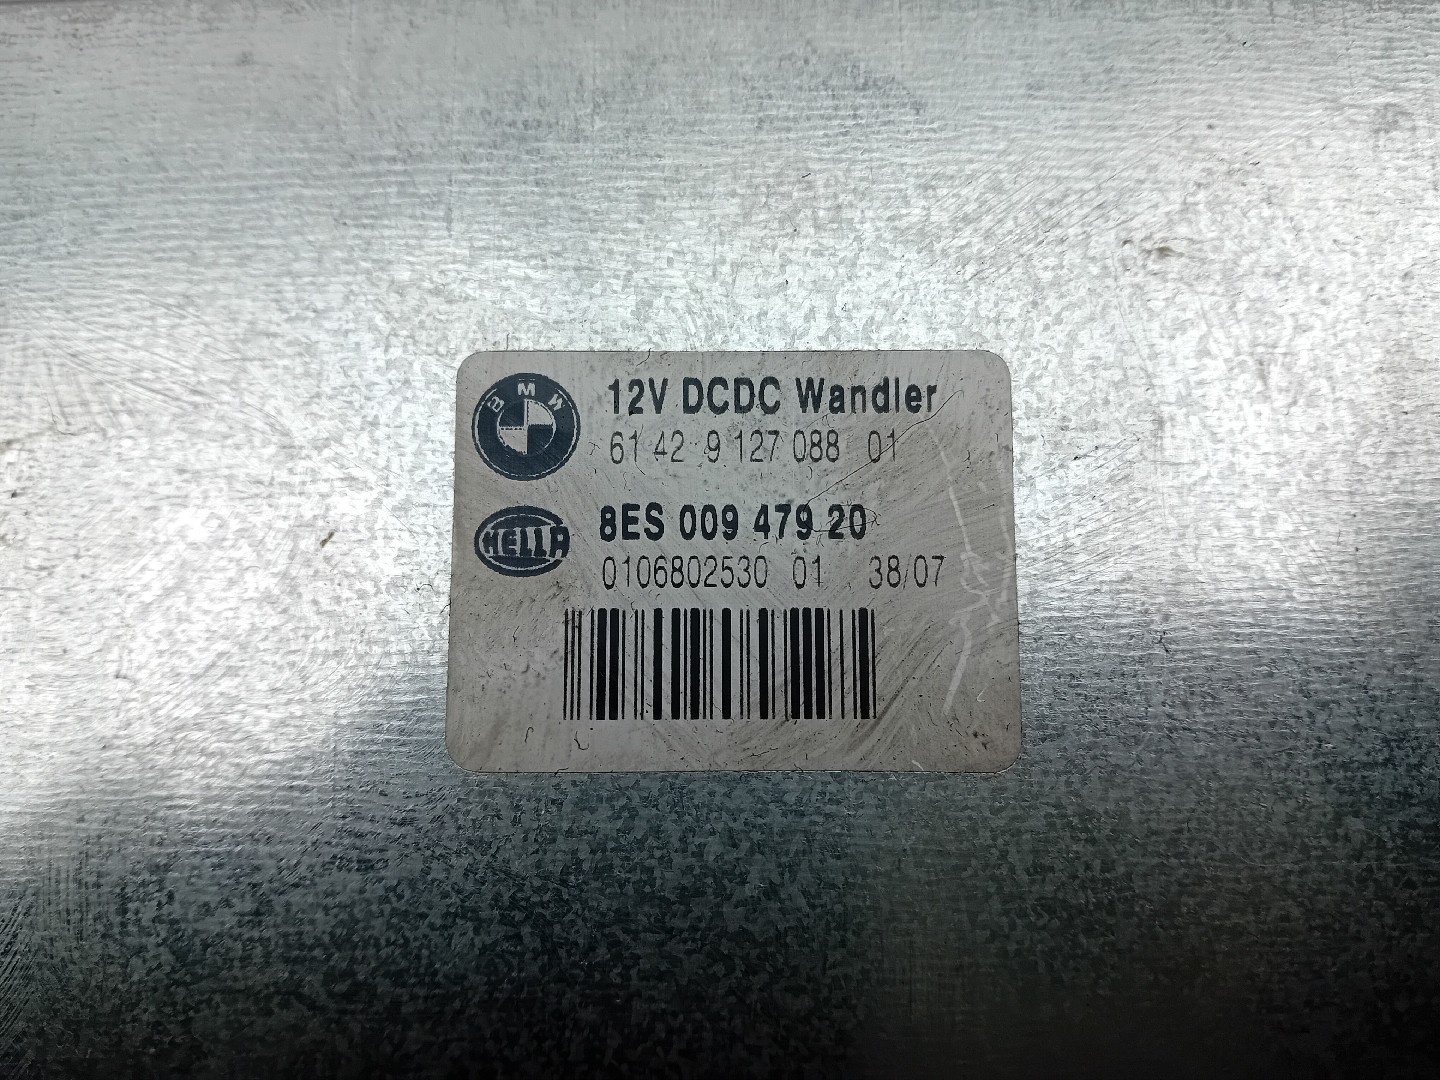 BMW
12V DCDC Wandler
61 42 9 127 088 01
HELLA
8ES 009 479 20
0106802530 01 38/07